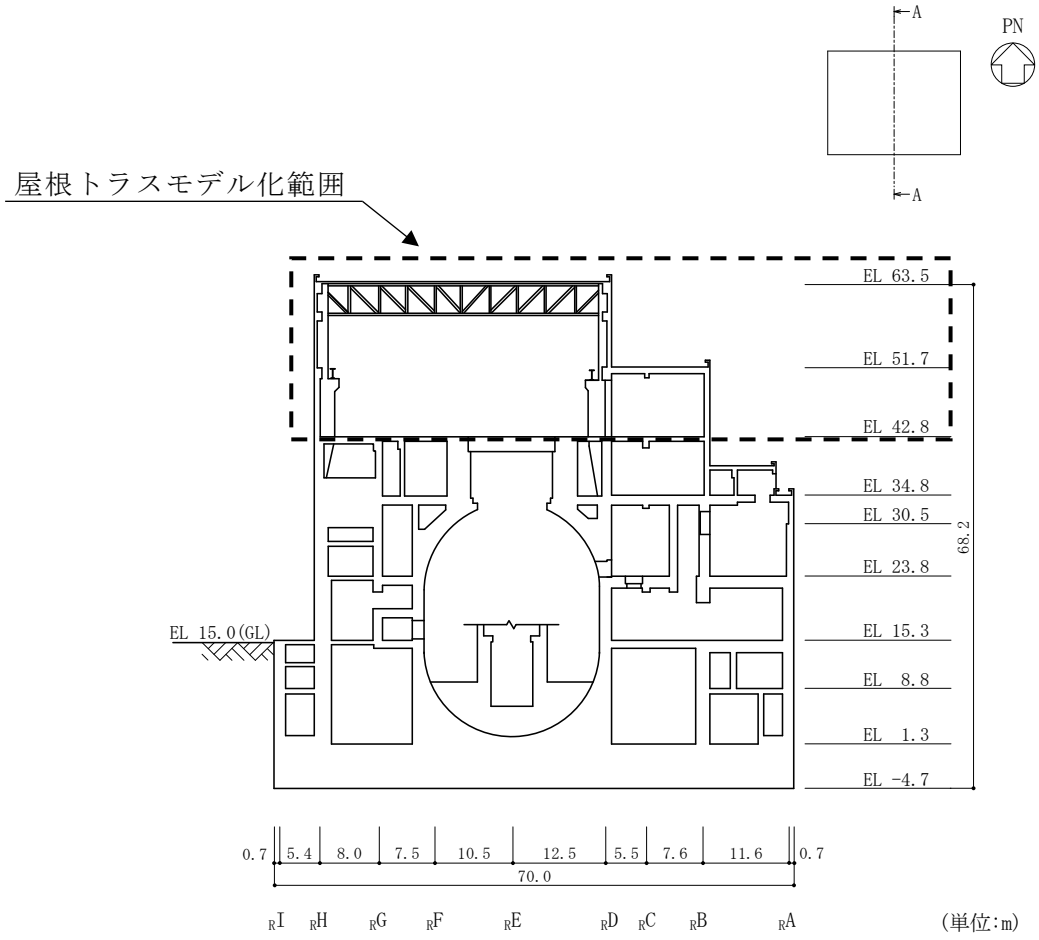 A
PN
A
屋根トラスモデル化範囲
EL 63.5
EL 51.7
EL 42.8
EL 34.8
EL 30.5
68.2
EL 23.8
EL 15.0(GL)
EL 15.3
EL 8.8
EL 1.3
EL -4.7
0.7 5.4 8.0 7.5 10.5 12.5 5.5 7.6 11.6 0.7
70.0
RI RH RG RF RE RD RC RB RA
(単位:m)